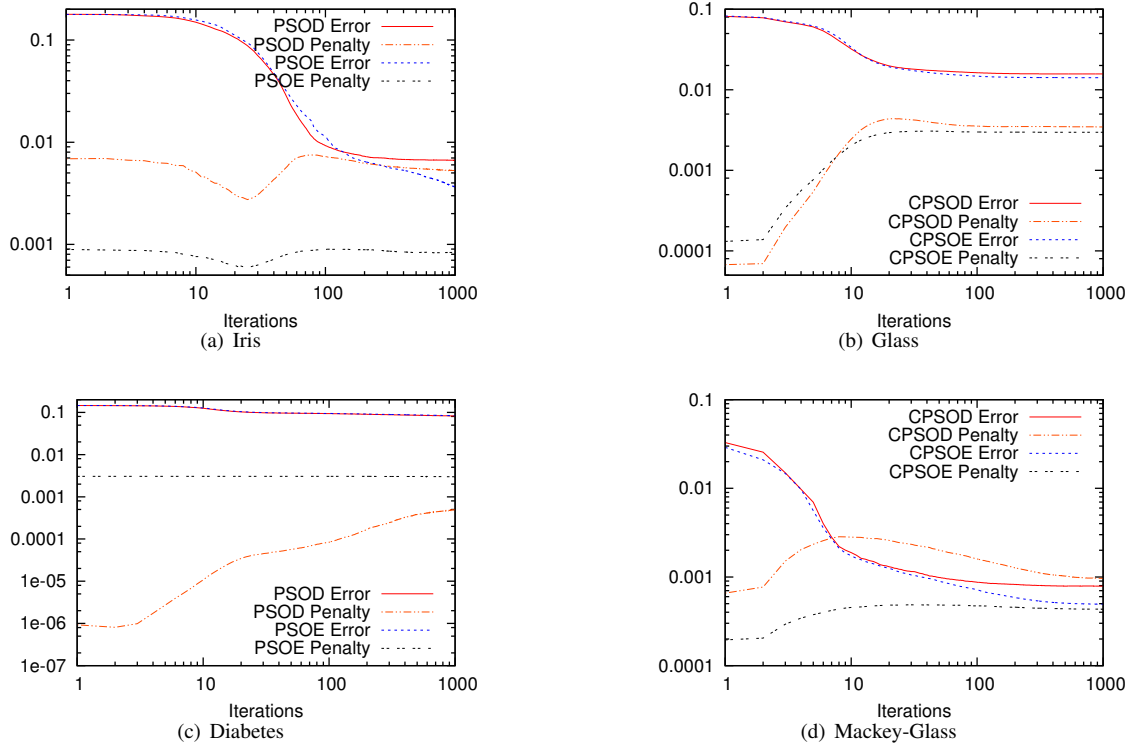 PSOD Error
PSOD Penalty
PSOE Error
PSOE Penalty
0.1
0.01
0.001
1 10 100 1000
Iterations
(a) Iris
0.1
0.01
0.001
0.0001
CPSOD Error
CPSOD Penalty
CPSOE Error
CPSOE Penalty
1 10 100 1000
Iterations
(b) Glass
0.1
0.01
0.001
0.0001
1e-05
1e-06
1e-07
PSOD Error
PSOD Penalty
PSOE Error
PSOE Penalty
1 10 100 1000
Iterations
(c) Diabetes
0.1
0.01
0.001
0.0001
CPSOD Error
CPSOD Penalty
CPSOE Error
CPSOE Penalty
1 10 100 1000
Iterations
(d) Mackey-Glass